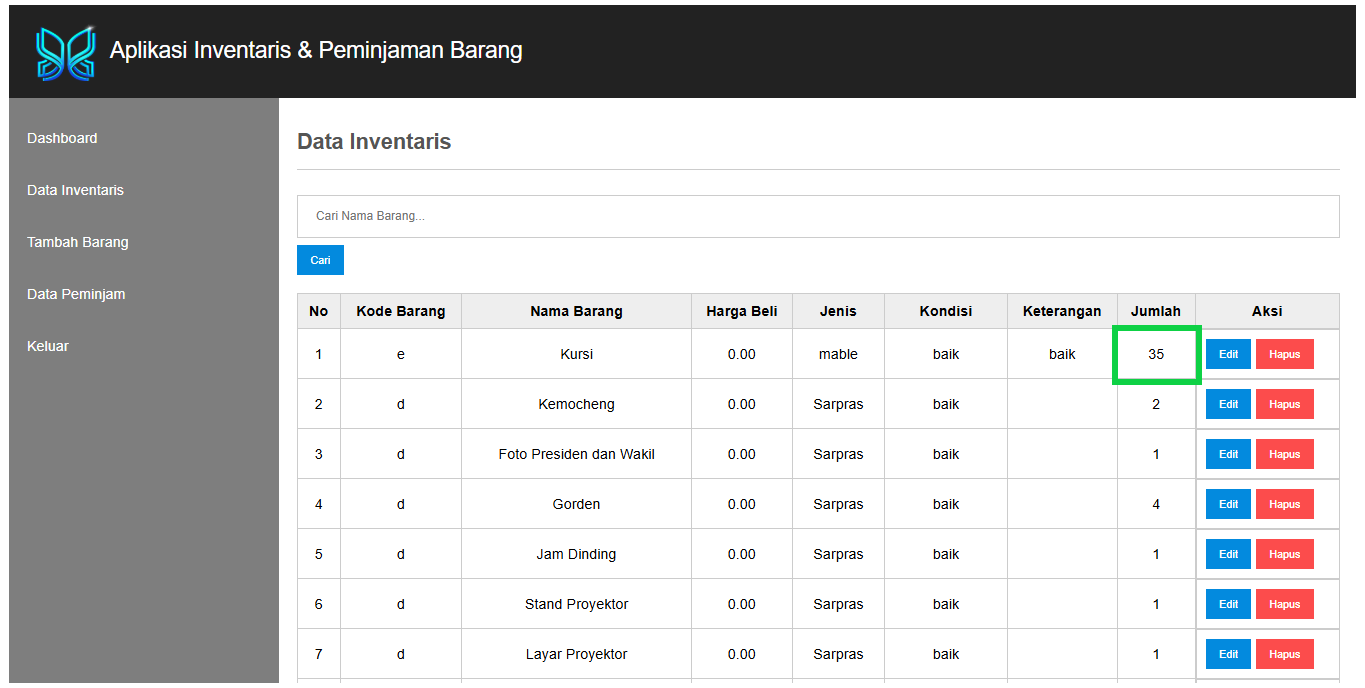 Aplikasi Inventaris & Peminjaman Barang
Dashboard
Data Inventaris
Tambah Barang
Data Peminjam
Keluar
Data Inventaris
Cari Nama Barang...
Cari
No Kode Barang Nama Barang Harga Beli Jenis Kondisi Keterangan Jumlah Aksi
1 e Kursi 0.00 mable baik baik 35 Edit Hapus
2 d Kemocheng 0.00 Sarpras baik 2 Edit Hapus
3 d Foto Presiden dan Wakil 0.00 Sarpras baik 1 Edit Hapus
4 d Gorden 0.00 Sarpras baik 4 Edit Hapus
5 d Jam Dinding 0.00 Sarpras baik 1 Edit Hapus
6 d Stand Proyektor 0.00 Sarpras baik 1 Edit Hapus
7 d Layar Proyektor 0.00 Sarpras baik 1 Edit Hapus